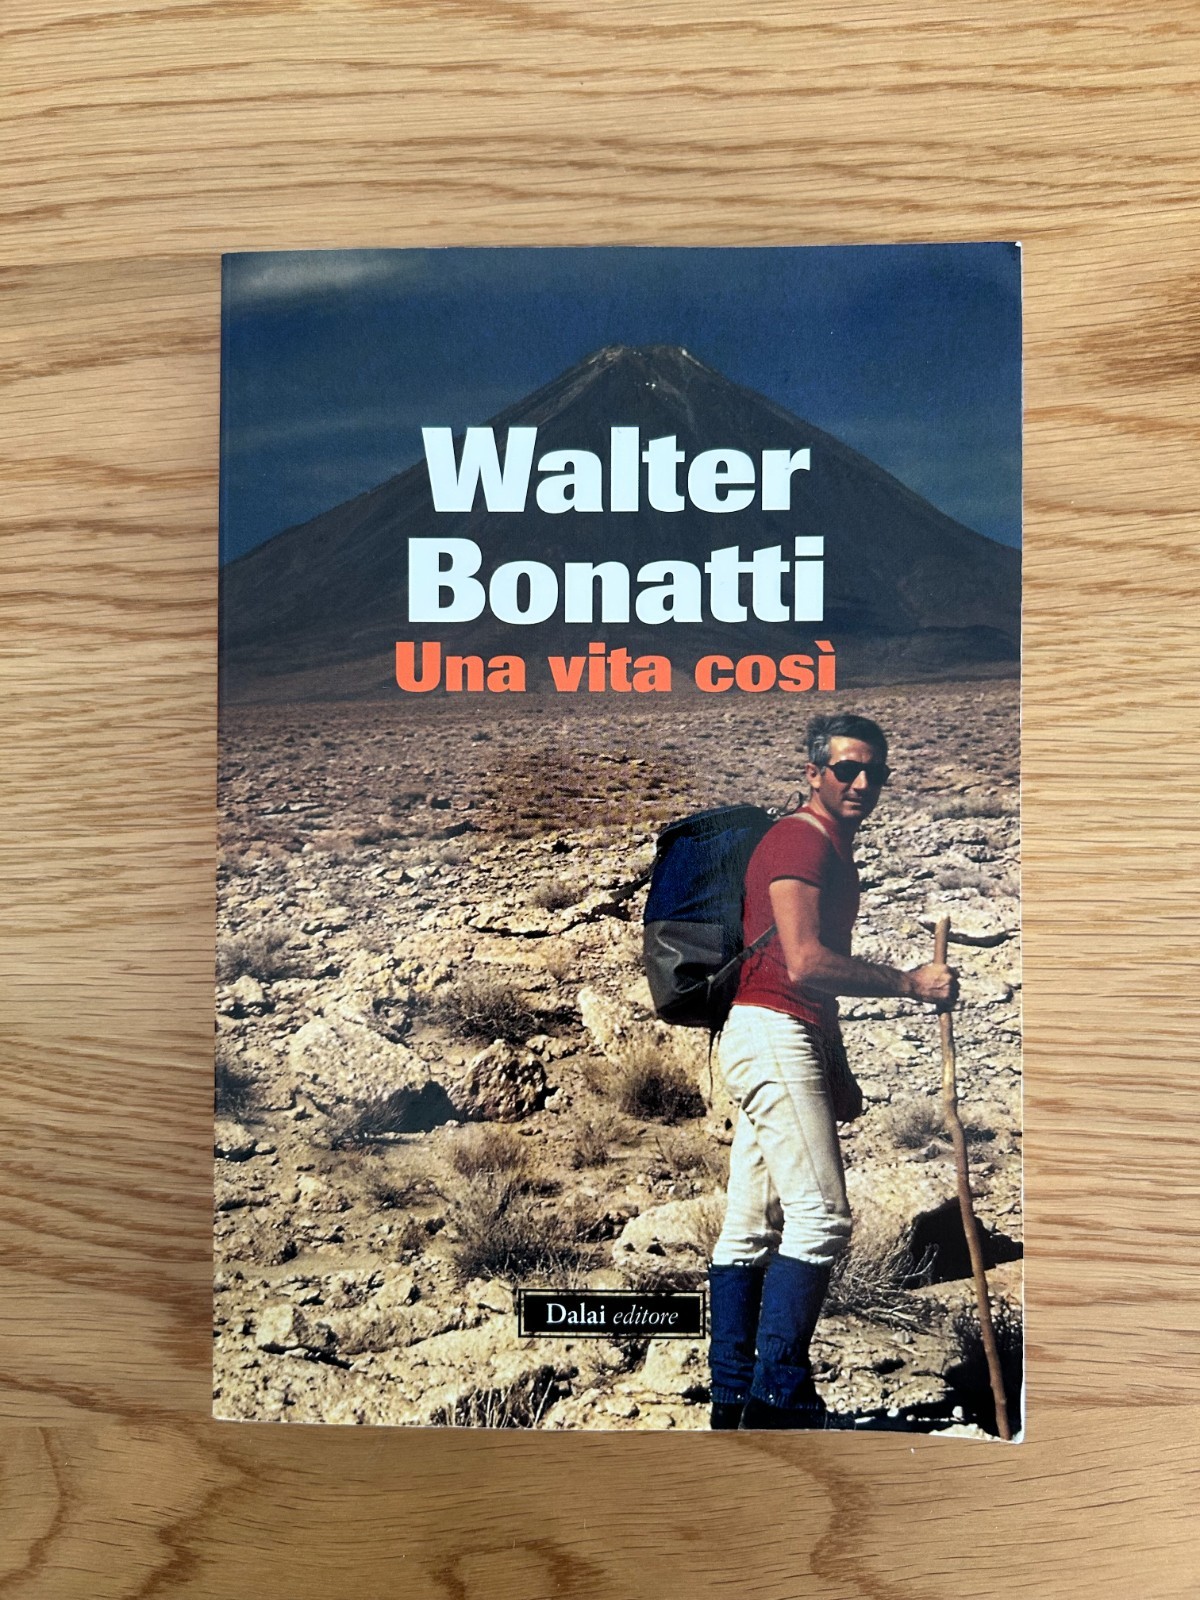 Walter
Bonatti
Una vita così
Dalai editore